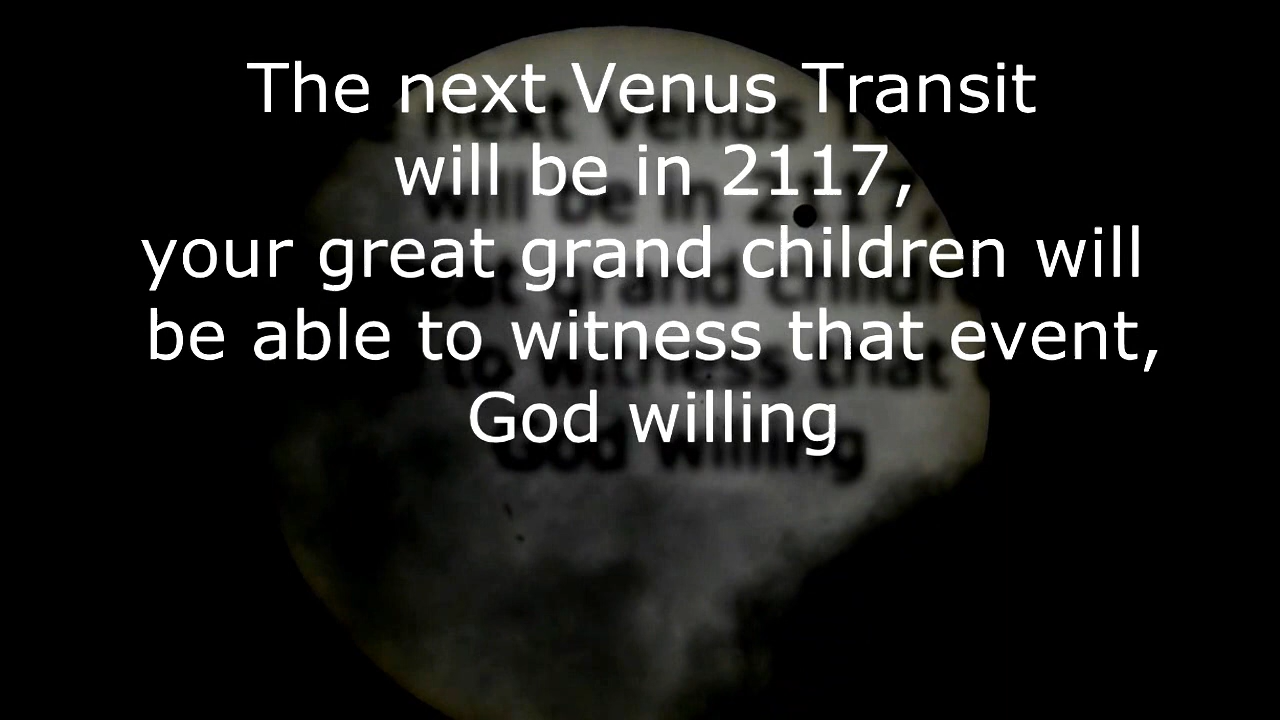 The next Venus Transit
will be in 2117,
your great grand children will
be able to witness that event,
God willing